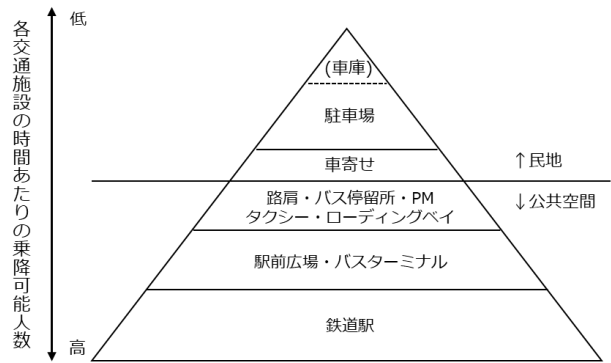 各交通施設の時間あたりの乗降可能人数
低
(車庫)
駐車場
車寄せ
↑民地
路肩・バス停留所・PM
タクシー・ローディングベイ
↓公共空間
駅前広場・バスターミナル
鉄道駅
高